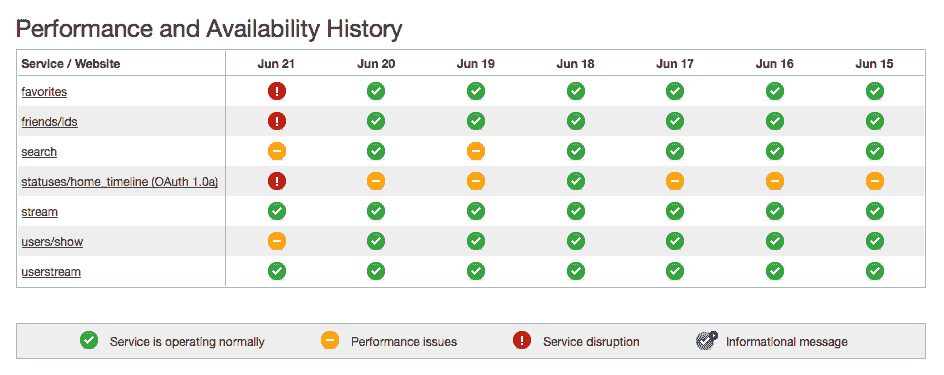 Performance and Availability History
Service / Website Jun 21 Jun 20 Jun 19 Jun 18 Jun 17 Jun 16 Jun 15
favorites
friends/ids
search
statuses/home_timeline (OAuth 1.0a)
stream
users/show
userstream
Service is operating normally Performance issues Service disruption Informational message